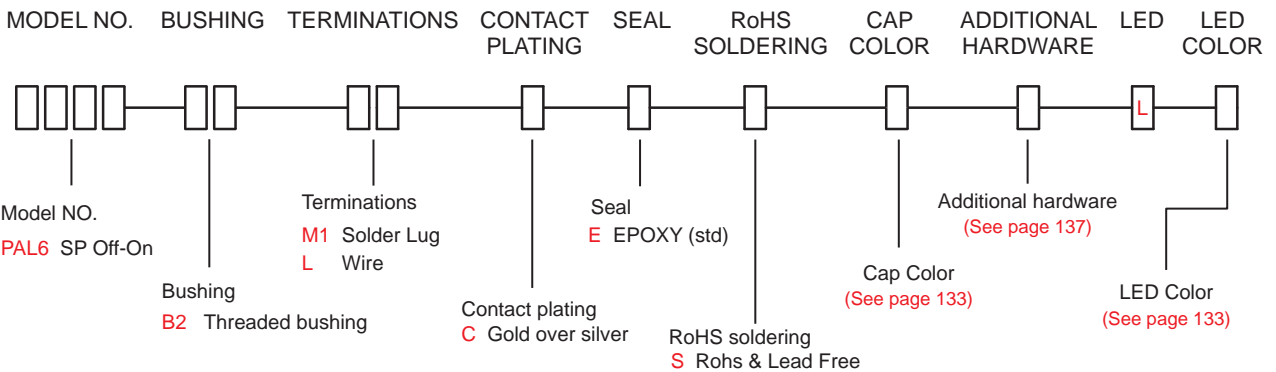 MODEL NO. BUSHING TERMINATIONS CONTACT PLATING SEAL RoHS SOLDERING CAP COLOR ADDITIONAL HARDWARE LED LED COLOR
L
Model NO.
PAL6 SP Off-On
Bushing
B2 Threaded bushing
Terminations
M1 Solder Lug
L Wire
Contact plating
C Gold over silver
Seal
E EPOXY (std)
RoHS soldering
S Rohs & Lead Free
Cap Color
(See page 133)
Additional hardware
(See page 137)
LED Color
(See page 133)